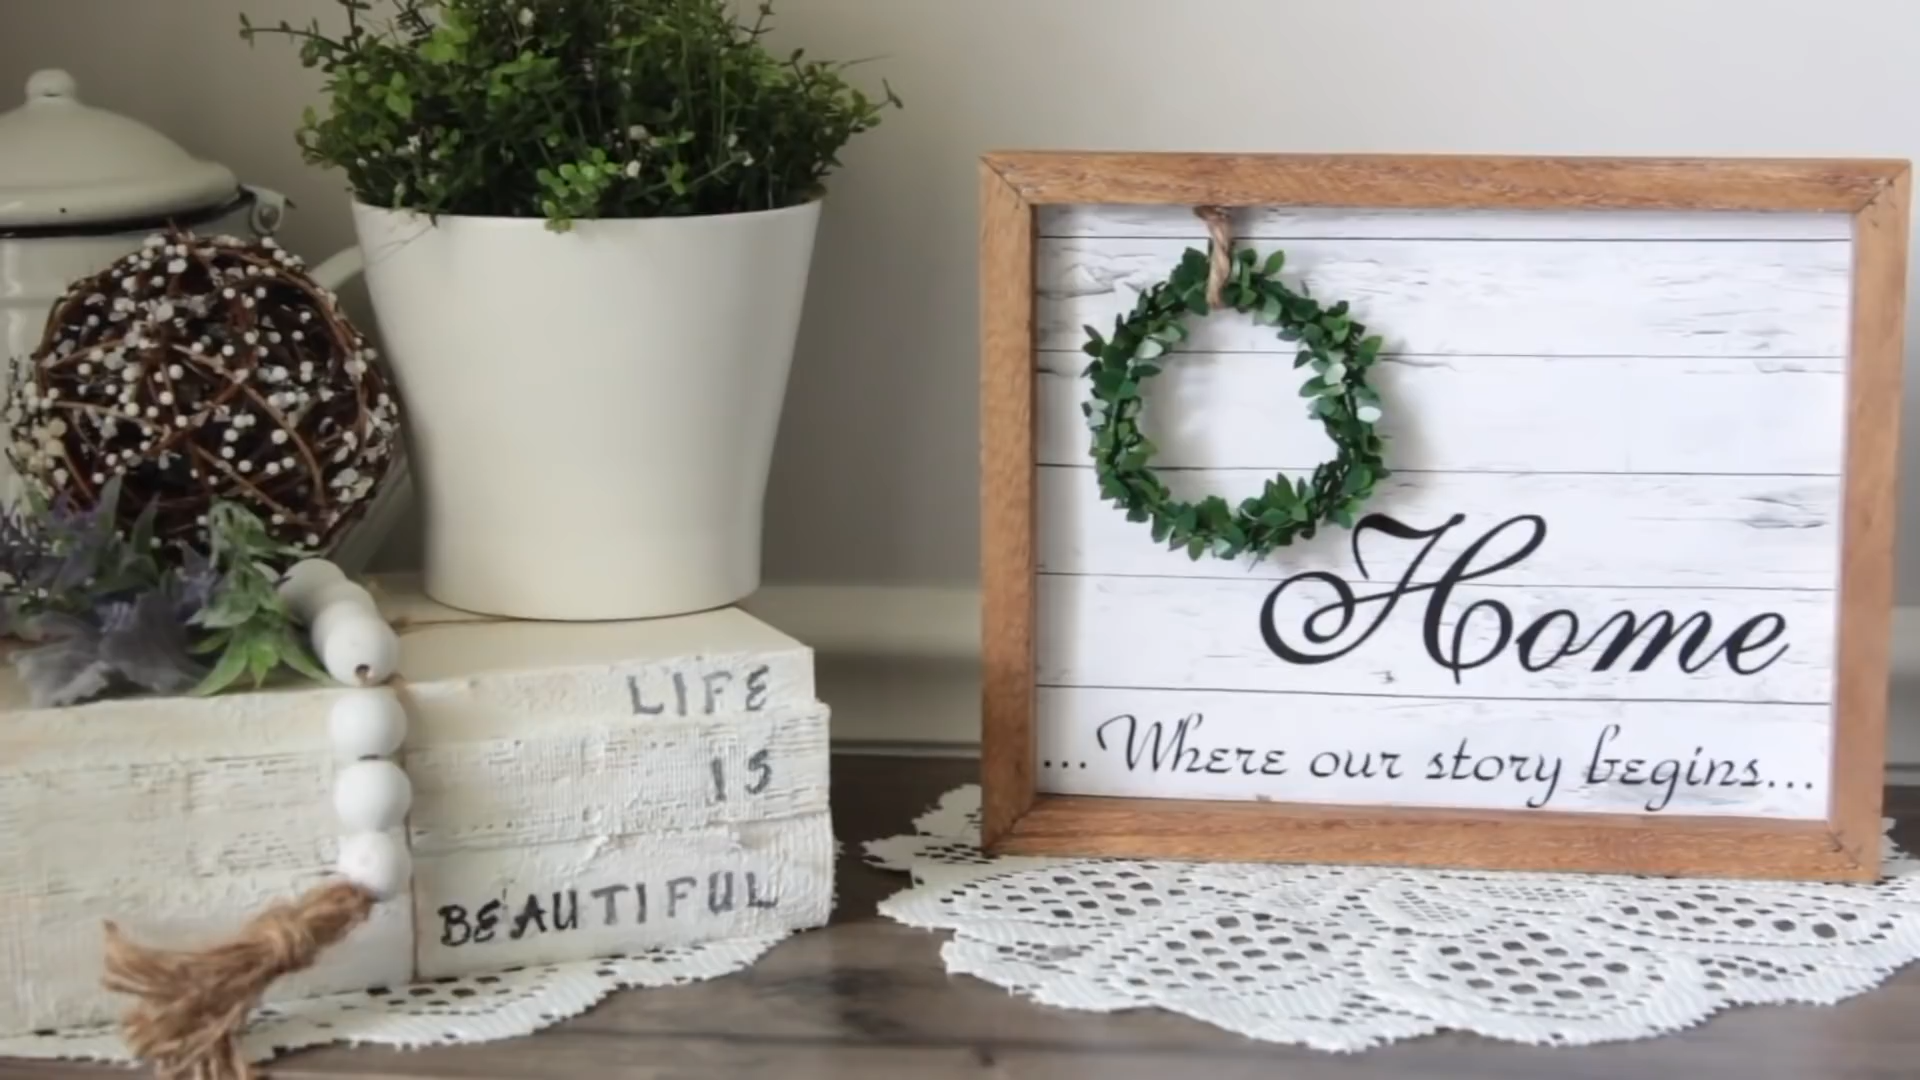 LIFE
IS
BEAUTIFUL
Home
...Where our story begins...